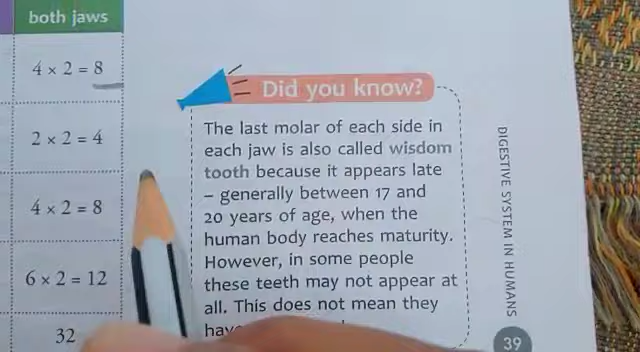 both jaws
4 × 2 = 8
2 × 2 = 4
4 × 2 = 8
6 × 2 = 12
32
Did you know?
The last molar of each side in
each jaw is also called wisdom
tooth because it appears late
– generally between 17 and
20 years of age, when the
human body reaches maturity.
However, in some people
these teeth may not appear at
all. This does not mean they
DIGESTIVE SYSTEM IN HUMANS
39